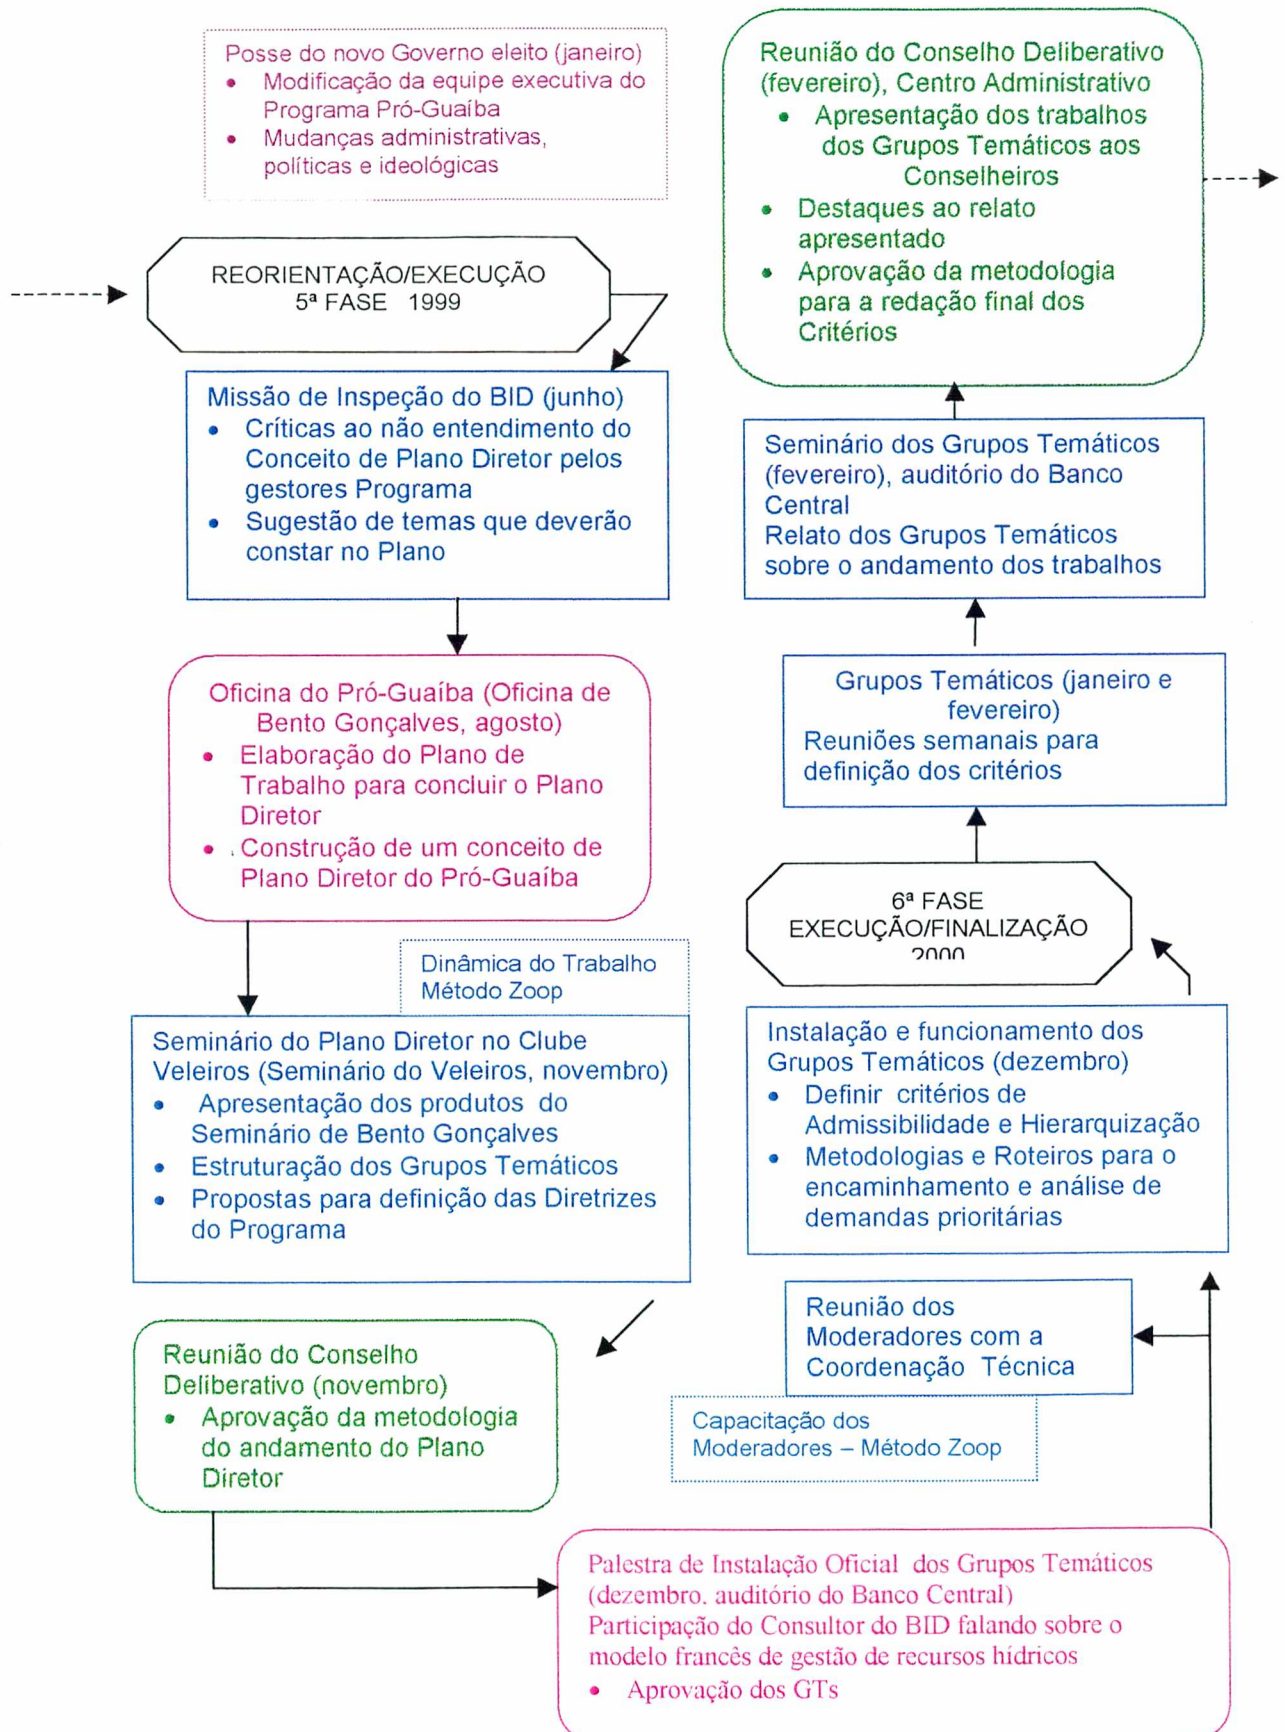 Posse do novo Governo eleito (janeiro)
• Modificação da equipe executiva do
Programa Pró-Guaíba
• Mudanças administrativas,
políticas e ideológicas
REORIENTAÇÃO/EXECUÇÃO
5ª FASE 1999
Missão de Inspeção do BID (junho)
• Críticas ao não entendimento do
Conceito de Plano Diretor pelos
gestores Programa
• Sugestão de temas que deverão
constar no Plano
Oficina do Pró-Guaíba (Oficina de
Bento Gonçalves, agosto)
• Elaboração do Plano de
Trabalho para concluir o Plano
Diretor
• Construção de um conceito de
Plano Diretor do Pró-Guaíba
Dinâmica do Trabalho
Método Zoop
Seminário do Plano Diretor no Clube
Veleiros (Seminário do Veleiros, novembro)
• Apresentação dos produtos do
Seminário de Bento Gonçalves
• Estruturação dos Grupos Temáticos
• Propostas para definição das Diretrizes
do Programa
Reunião do Conselho
Deliberativo (novembro)
• Aprovação da metodologia
do andamento do Plano
Diretor
Palestra de Instalação Oficial dos Grupos Temáticos
(dezembro. auditório do Banco Central)
Participação do Consultor do BID falando sobre o
modelo francês de gestão de recursos hídricos
• Aprovação dos GTs
Reunião dos
Moderadores com a
Coordenação Técnica
Capacitação dos
Moderadores – Método Zoop
Instalação e funcionamento dos
Grupos Temáticos (dezembro)
• Definir critérios de
Admissibilidade e Hierarquização
• Metodologias e Roteiros para o
encaminhamento e análise de
demandas prioritárias
6ª FASE
EXECUÇÃO/FINALIZAÇÃO
2000
Grupos Temáticos (janeiro e
fevereiro)
Reuniões semanais para
definição dos critérios
Seminário dos Grupos Temáticos
(fevereiro), auditório do Banco
Central
Relato dos Grupos Temáticos
sobre o andamento dos trabalhos
Reunião do Conselho Deliberativo
(fevereiro), Centro Administrativo
• Apresentação dos trabalhos
dos Grupos Temáticos aos
Conselheiros
• Destaques ao relato
apresentado
• Aprovação da metodologia
para a redação final dos
Critérios